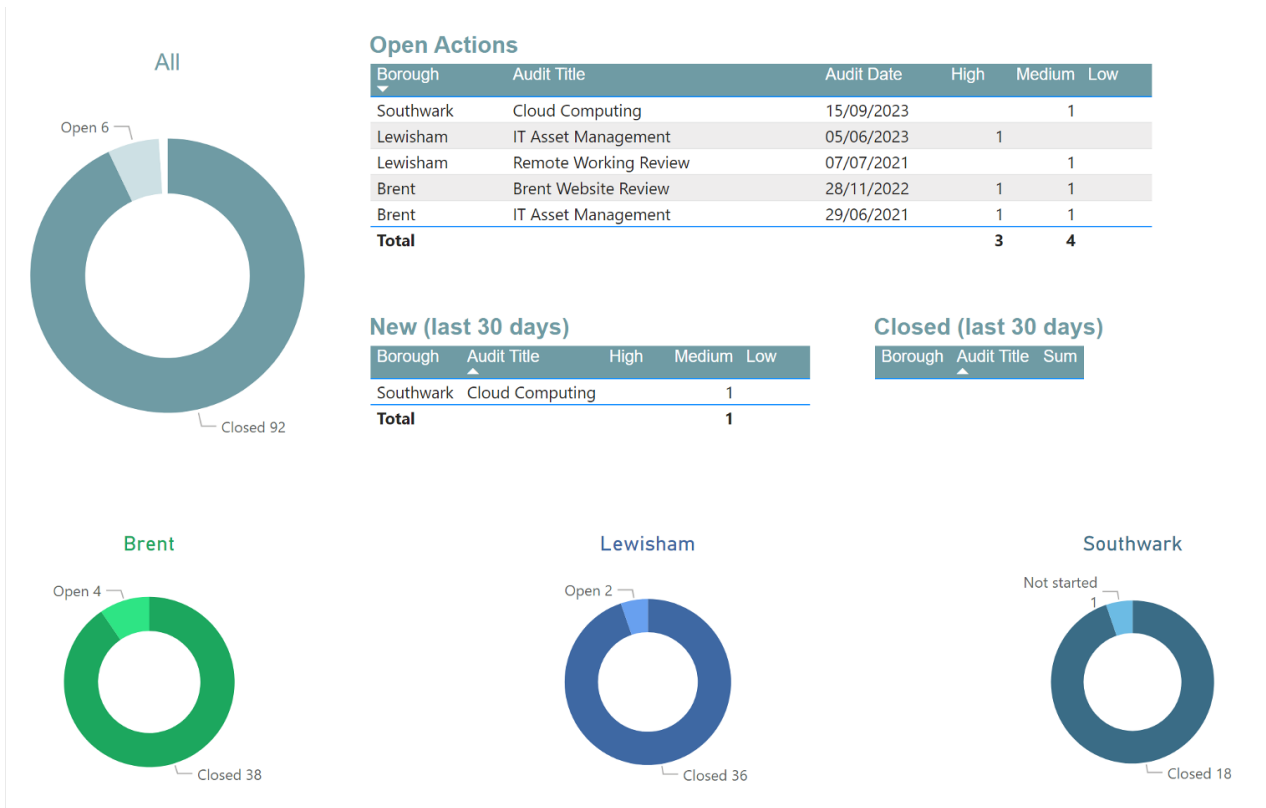 All
Open 6
Closed 92
Open Actions
Borough Audit Title Audit Date High Medium Low
Southwark Cloud Computing 15/09/2023 1
Lewisham IT Asset Management 05/06/2023 1
Lewisham Remote Working Review 07/07/2021 1
Brent Brent Website Review 28/11/2022 1 1
Brent IT Asset Management 29/06/2021 1 1
Total 3 4
New (last 30 days)
Borough Audit Title High Medium Low
Southwark Cloud Computing 1
Total 1
Closed (last 30 days)
Borough Audit Title Sum
Brent
Open 4
Closed 38
Lewisham
Open 2
Closed 36
Southwark
Not started
1
Closed 18